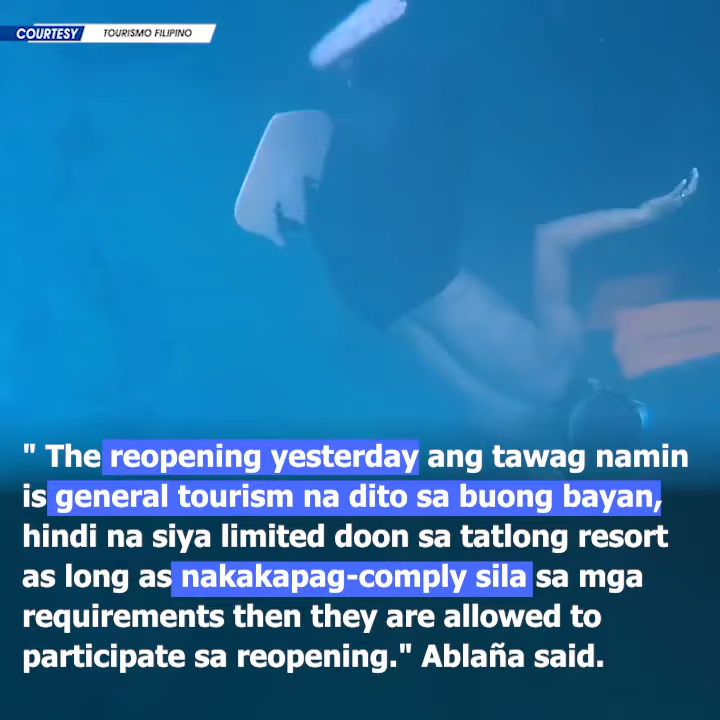 COURTESY TOURISMO FILIPINO
" The reopening yesterday ang tawag namin
is general tourism na dito sa buong bayan,
hindi na siya limited doon sa tatlong resort
as long as nakakapag-comply sila sa mga
requirements then they are allowed to
participate sa reopening." Ablaña said.